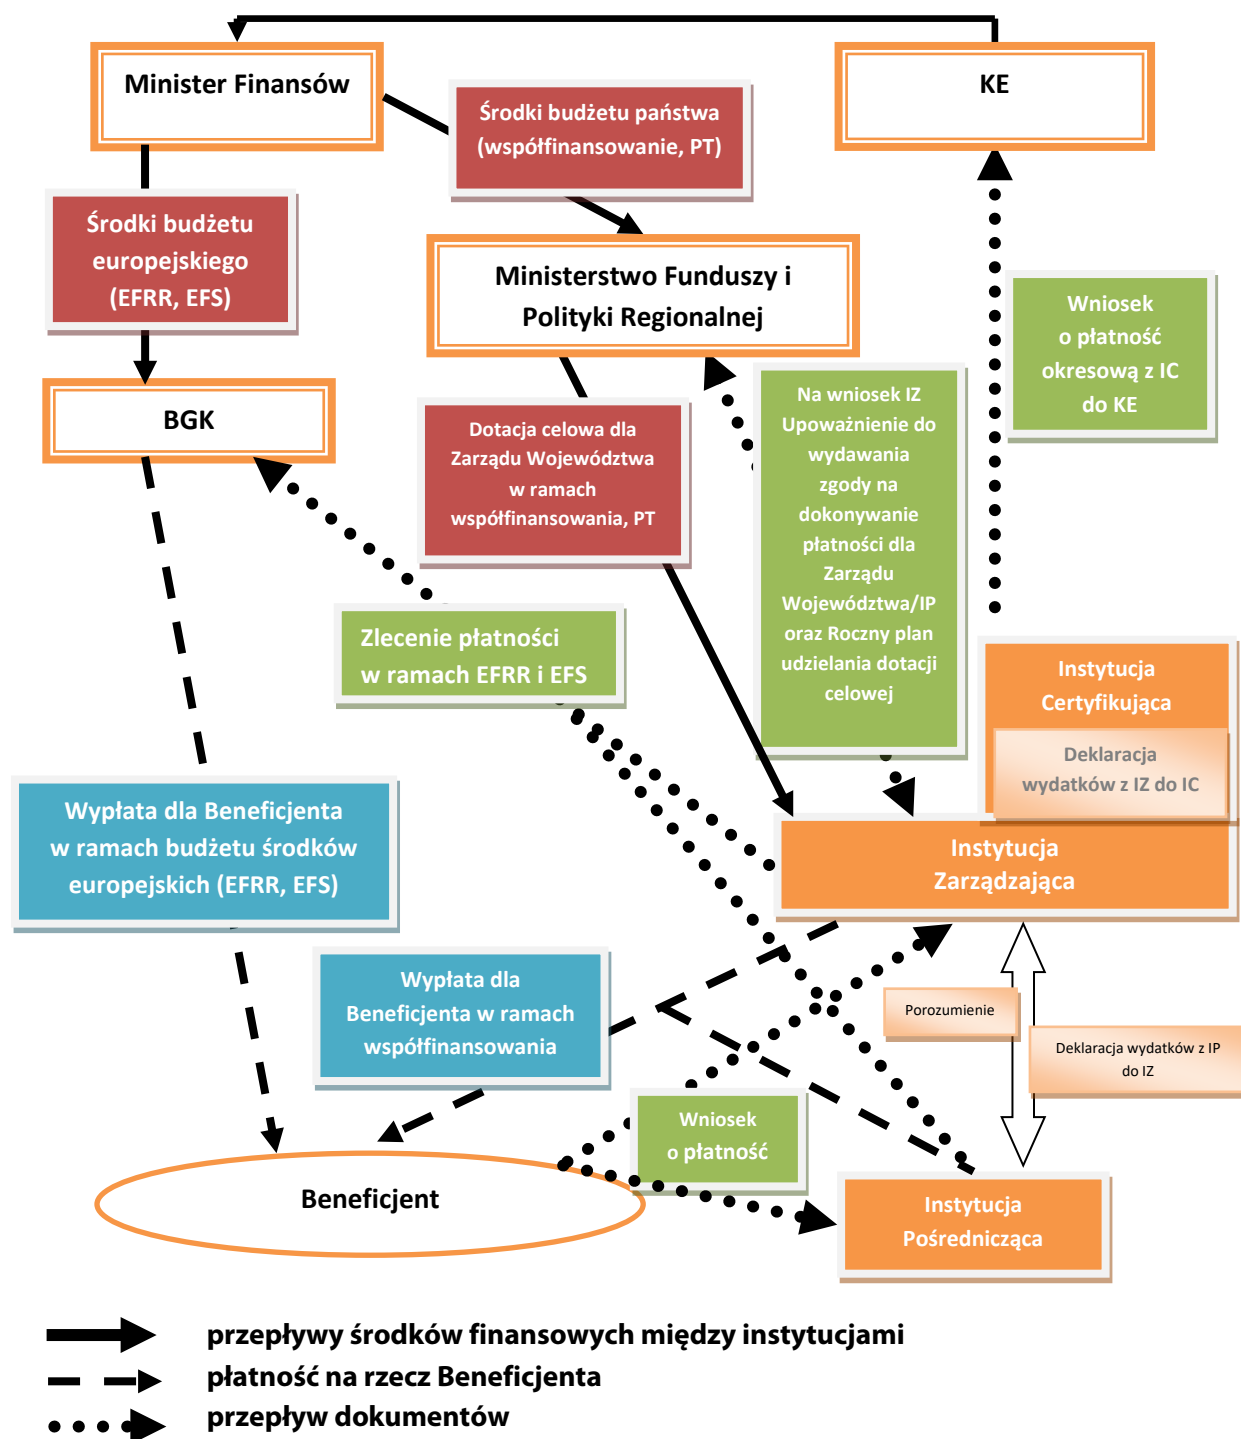 Minister Finansów
KE
Środki budżetu państwa
(współfinansowanie, PT)
Środki budżetu
europejskiego
(EFRR, EFS)
Ministerstwo Funduszy i
Polityki Regionalnej
Wniosek
o płatność
okresową z IC
do KE
BGK
Dotacja celowa dla
Zarządu Województwa
w ramach
współfinansowania, PT
Na wniosek IZ
Upoważnienie do
wydawania
zgody na
dokonywanie
płatności dla
Zarządu
Województwa/IP
oraz Roczny plan
udzielania dotacji
celowej
Zlecenie płatności
w ramach EFRR i EFS
Instytucja
Certyfikująca
Deklaracja
wydatków z IZ do IC
Wypłata dla Beneficjenta
w ramach budżetu środków
europejskich (EFRR, EFS)
Instytucja
Zarządzająca
Wypłata dla
Beneficjenta w ramach
współfinansowania
Porozumienie
Deklaracja wydatków z IP
do IZ
Wniosek
o płatność
Beneficjent
Instytucja
Pośrednicząca
przepływy środków finansowych między instytucjami
płatność na rzecz Beneficjenta
przepływ dokumentów